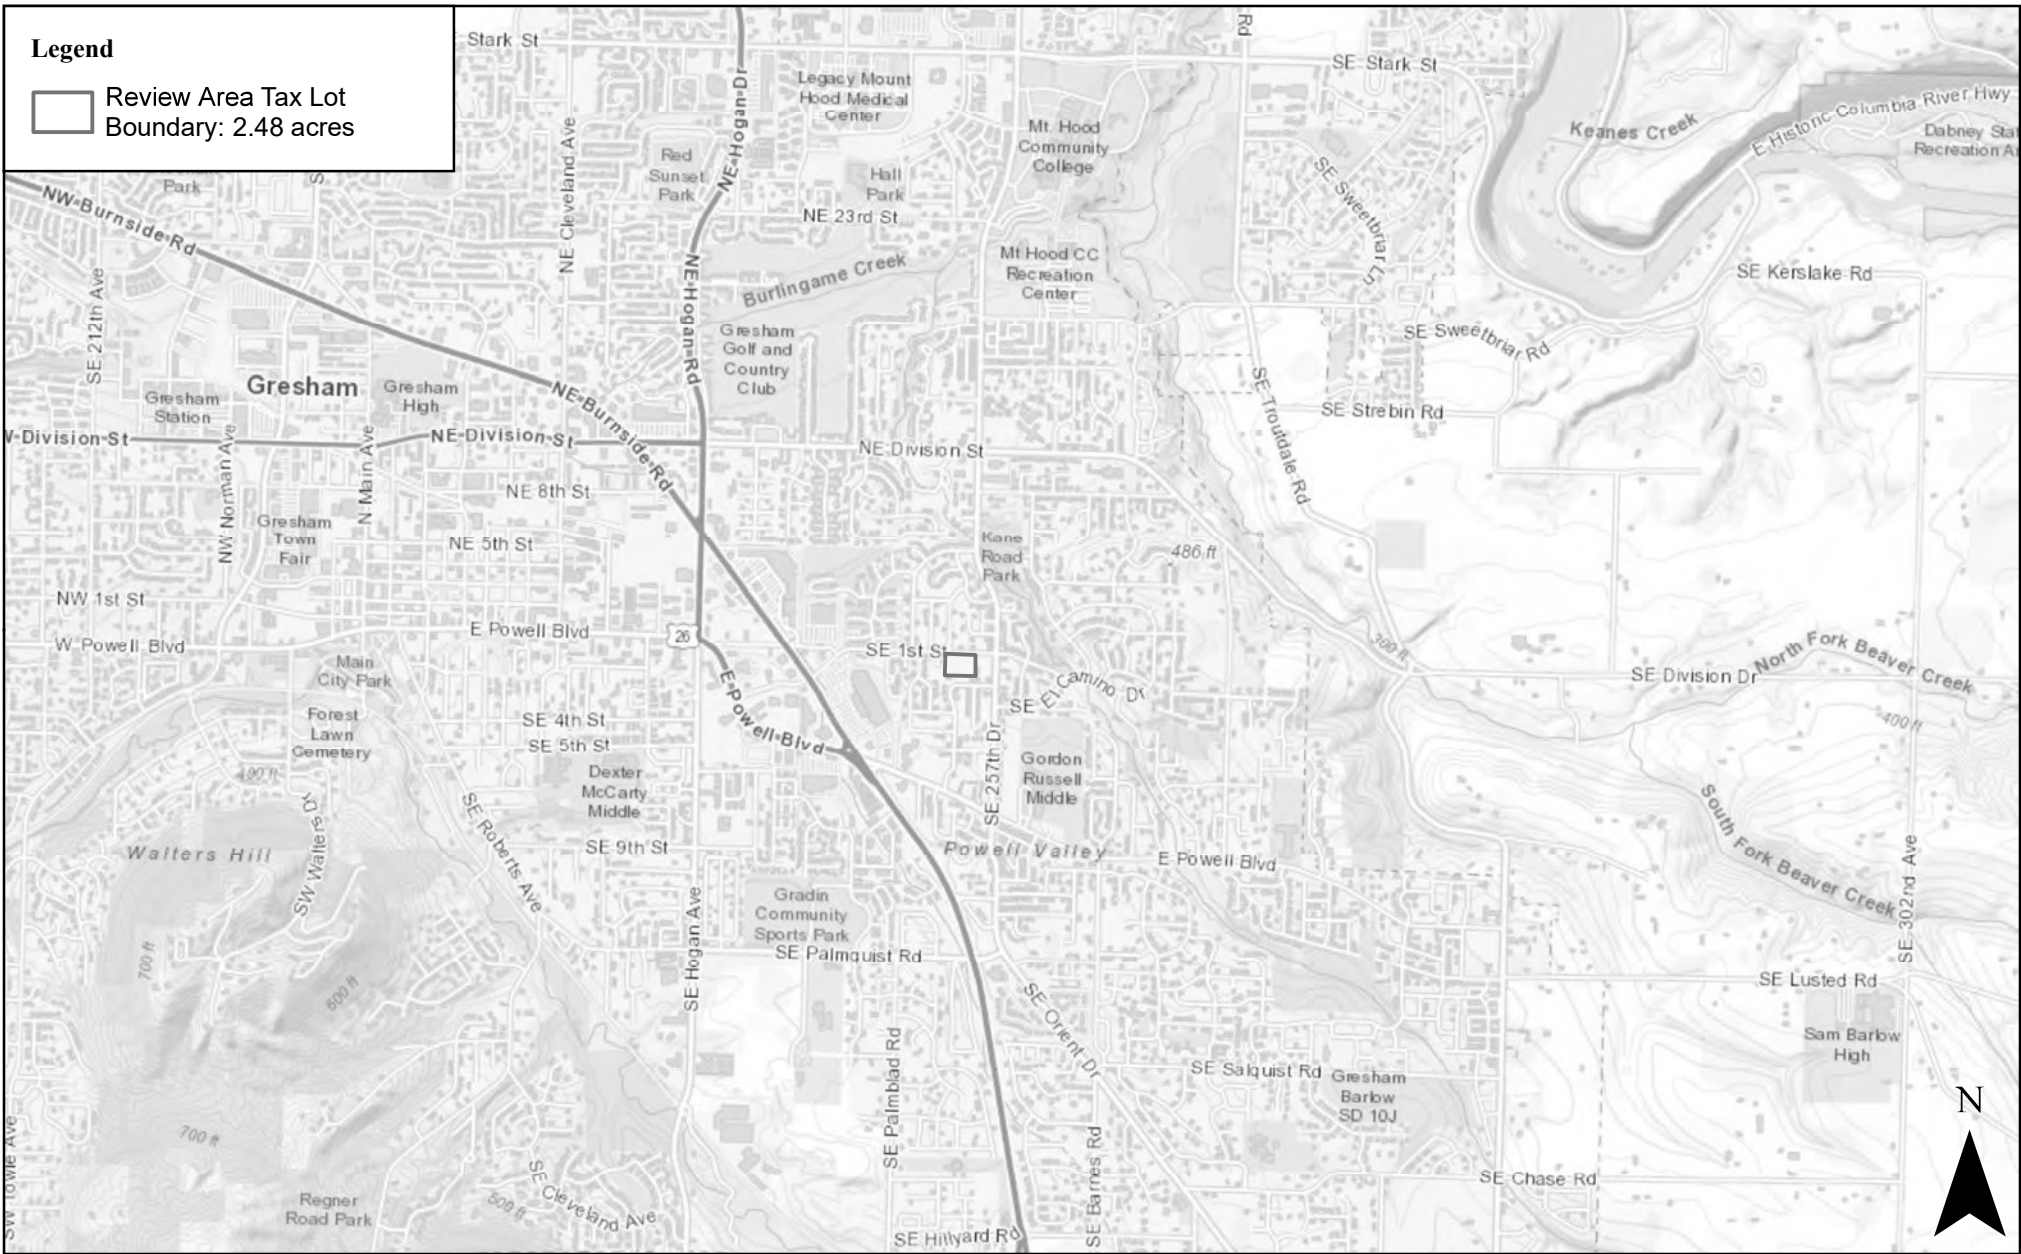 Legend
Review Area Tax Lot
Boundary: 2.48 acres
Stark St
SE Stark St
Rd
NE Hogan Dr
Legacy Mount
Hood Medical
Center
Mt. Hood
Community
College
Keanes Creek
E Historic Columbia River Hwy
Dabney Sta
Recreation Ar
NE Cleveland Ave
Red
Sunset
Park
Hall
Park
NE 23rd St
SE Sweetbriar Ln
Park
NW Burnside Rd
Burlingame Creek
Mt Hood CC
Recreation
Center
SE Kerslake Rd
SE 212th Ave
NE Hogan Rd
Gresham
Golf and
Country
Club
SE Sweetbriar Rd
Gresham
Gresham
Station
Gresham
High
NE Burnside Rd
SE Troutdale Rd
SE Strebin Rd
W Division St
NE Division St
NE Division St
NW Norman Ave
N Main Ave
NE 8th St
Gresham
Town
Fair
NE 5th St
Kane
Road
Park
486 ft
NW 1st St
W Powell Blvd
E Powell Blvd
26
SE 1st St
300 ft
SE Division Dr
North Fork Beaver Creek
Main
City Park
E Powell Blvd
SE El Camino Dr
400 ft
Forest
Lawn
Cemetery
SE 4th St
SE 5th St
SE 257th Dr
Gordon
Russell
Middle
400 ft
Dexter
McCarty
Middle
SW Walters Dr
SE Roberts Ave
South Fork Beaver Creek
Walters Hill
SE 9th St
Powell Valley
E Powell Blvd
SE 302nd Ave
Gradin
Community
Sports Park
SE Hogan Ave
SE Palmquist Rd
700 ft
600 ft
SE Lusted Rd
SE Orient Dr
Sam Barlow
High
SE Palmblad Rd
SE Salquist Rd
Gresham
Barlow
SD 10J
N
700 ft
SW Towle Ave
SE Barnes Rd
SE Cleveland Ave
500 ft
Regner
Road Park
SE Chase Rd
SE Hillyard Rd